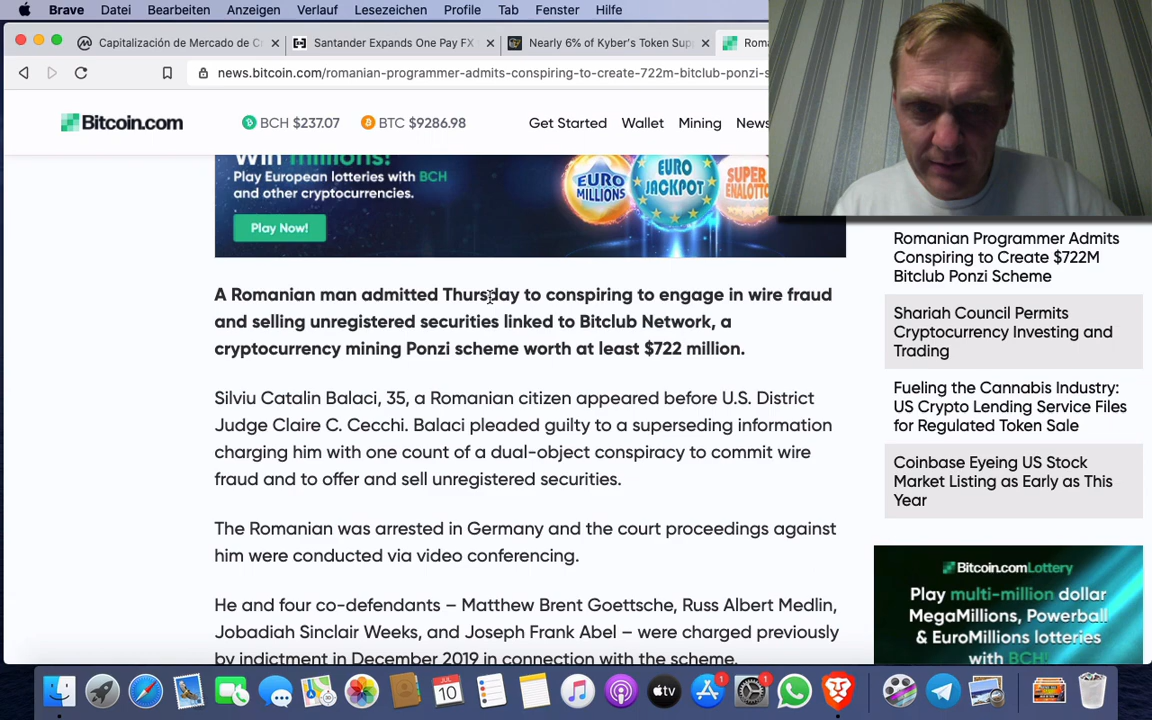 Brave Datei Bearbeiten Anzeigen Verlauf Lesezeichen Profile Tab Fenster Hilfe
Capitalización de Mercado de C
Santander Expands One Pay FX
Nearly 6% of Kyber's Token Sup
Roma
news.bitcoin.com/romanian-programmer-admits-conspiring-to-create-722m-bitclub-ponzi-s
Bitcoin.com
BCH $237.07
BTC $9286.98
Get Started Wallet Mining News
Win millions!
Play European lotteries with BCH
and other cryptocurrencies.
Play Now!
EURO
MILLIONS
EURO
JACKPOT
SUPER
ENALOTTO
A Romanian man admitted Thursday to conspiring to engage in wire fraud
and selling unregistered securities linked to Bitclub Network, a
cryptocurrency mining Ponzi scheme worth at least $722 million.
Silviu Catalin Balaci, 35, a Romanian citizen appeared before U.S. District
Judge Claire C. Cecchi. Balaci pleaded guilty to a superseding information
charging him with one count of a dual-object conspiracy to commit wire
fraud and to offer and sell unregistered securities.
The Romanian was arrested in Germany and the court proceedings against
him were conducted via video conferencing.
He and four co-defendants – Matthew Brent Goettsche, Russ Albert Medlin,
Jobadiah Sinclair Weeks, and Joseph Frank Abel – were charged previously
by indictment in December 2019 in connection with the scheme.
Romanian Programmer Admits
Conspiring to Create $722M
Bitclub Ponzi Scheme
Shariah Council Permits
Cryptocurrency Investing and
Trading
Fueling the Cannabis Industry:
US Crypto Lending Service Files
for Regulated Token Sale
Coinbase Eyeing US Stock
Market Listing as Early as This
Year
Bitcoin.com Lottery
Play multi-million dollar
MegaMillions, Powerball
& EuroMillions lotteries
with BCH!
JUL
10
tv
1
1